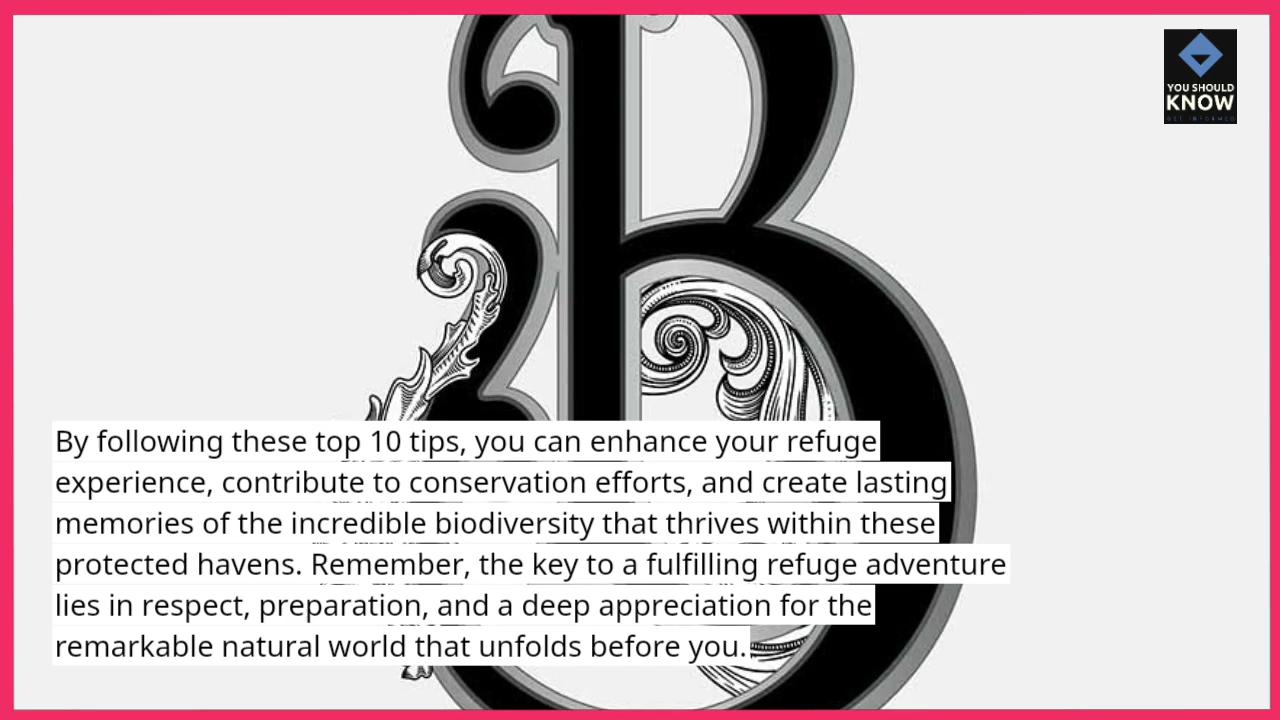 B
YOU SHOULD
KNOW
GET INFORMED
By following these top 10 tips, you can enhance your refuge
experience, contribute to conservation efforts, and create lasting
memories of the incredible biodiversity that thrives within these
protected havens. Remember, the key to a fulfilling refuge adventure
lies in respect, preparation, and a deep appreciation for the
remarkable natural world that unfolds before you.